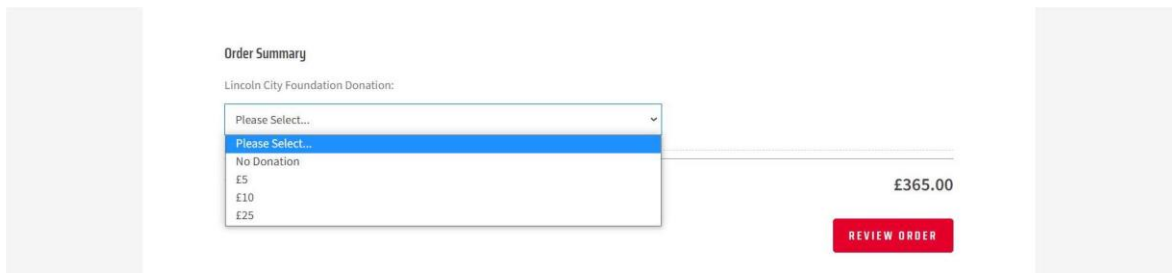 Order Summary
Lincoln City Foundation Donation:
Please Select...
Please Select...
No Donation
£5
£10
£25
£365.00
REVIEW ORDER